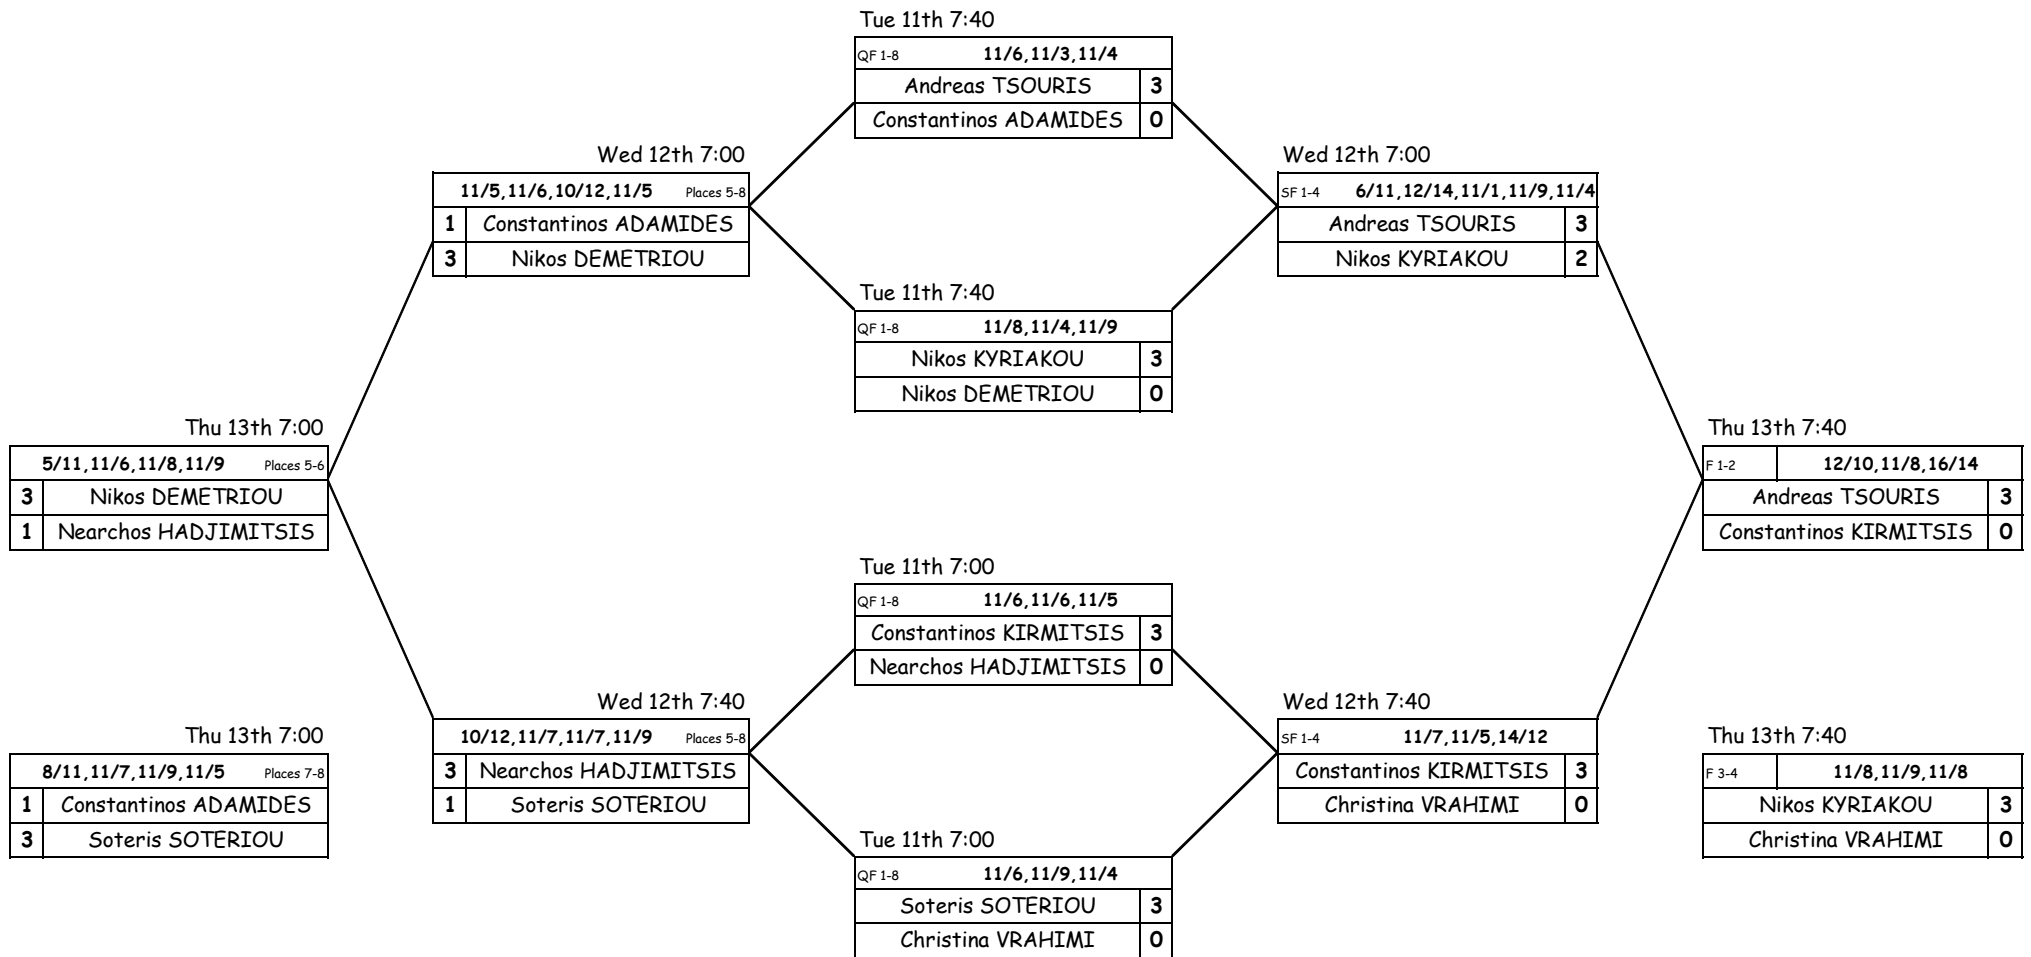 Tue 11th 7:40
QF 1-8 11/6,11/3,11/4
Andreas TSOURIS 3
Constantinos ADAMIDES 0
Wed 12th 7:00
11/5,11/6,10/12,11/5 Places 5-8
1 Constantinos ADAMIDES
3 Nikos DEMETRIOU
Wed 12th 7:00
SF 1-4 6/11,12/14,11/1,11/9,11/4
Andreas TSOURIS 3
Nikos KYRIAKOU 2
Tue 11th 7:40
QF 1-8 11/8,11/4,11/9
Nikos KYRIAKOU 3
Nikos DEMETRIOU 0
Thu 13th 7:00
5/11,11/6,11/8,11/9 Places 5-6
3 Nikos DEMETRIOU
1 Nearchos HADJIMITSIS
Thu 13th 7:40
F 1-2 12/10,11/8,16/14
Andreas TSOURIS 3
Constantinos KIRMITSIS 0
Tue 11th 7:00
QF 1-8 11/6,11/6,11/5
Constantinos KIRMITSIS 3
Nearchos HADJIMITSIS 0
Wed 12th 7:40
10/12,11/7,11/7,11/9 Places 5-8
3 Nearchos HADJIMITSIS
1 Soteris SOTERIOU
Wed 12th 7:40
SF 1-4 11/7,11/5,14/12
Constantinos KIRMITSIS 3
Christina VRAHIMI 0
Thu 13th 7:00
8/11,11/7,11/9,11/5 Places 7-8
1 Constantinos ADAMIDES
3 Soteris SOTERIOU
Thu 13th 7:40
F 3-4 11/8,11/9,11/8
Nikos KYRIAKOU 3
Christina VRAHIMI 0
Tue 11th 7:00
QF 1-8 11/6,11/9,11/4
Soteris SOTERIOU 3
Christina VRAHIMI 0